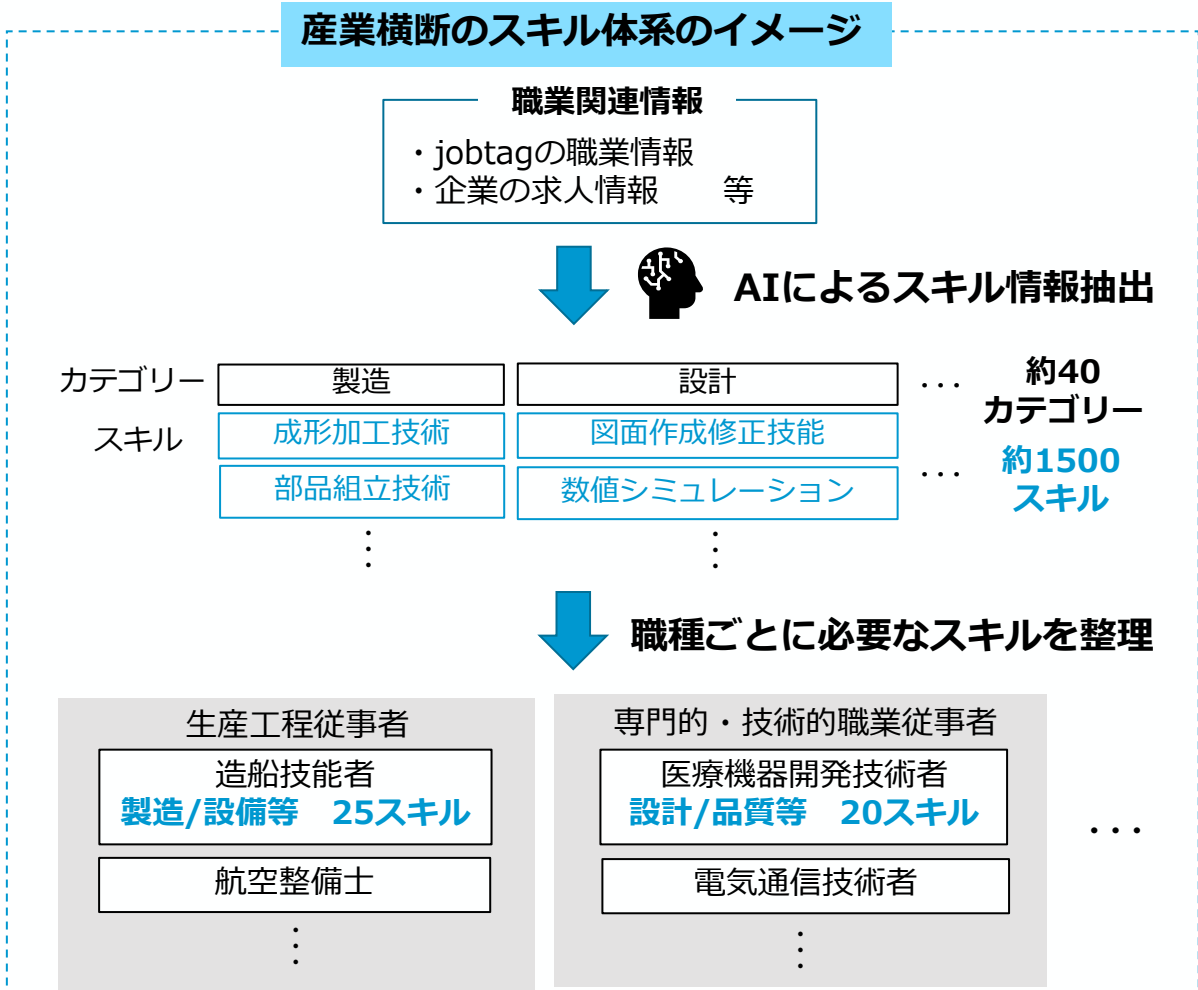 産業横断のスキル体系のイメージ
職業関連情報
・jobtagの職業情報
・企業の求人情報　　等
AIによるスキル情報抽出
カテゴリー 製造 設計 ... 約40
カテゴリー
スキル 成形加工技術 図面作成修正技能
部品組立技術 数値シミュレーション ... 約1500
スキル
⋮ ⋮
職種ごとに必要なスキルを整理
生産工程従事者
造船技能者
製造/設備等　25スキル
航空整備士
⋮
専門的・技術的職業従事者
医療機器開発技術者
設計/品質等　20スキル
電気通信技術者
⋮
...